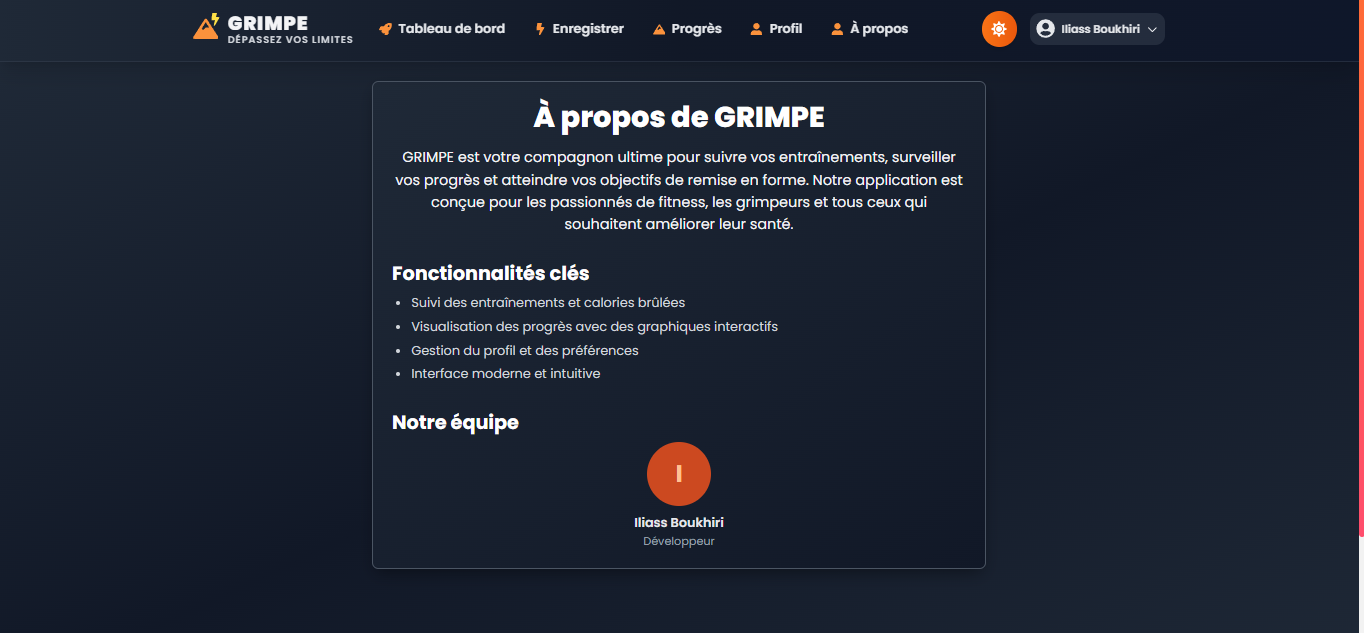 GRIMPE
DÉPASSEZ VOS LIMITES
Tableau de bord
Enregistrer
Progrès
Profil
À propos
Iliass Boukhiri
À propos de GRIMPE
GRIMPE est votre compagnon ultime pour suivre vos entraînements, surveiller
vos progrès et atteindre vos objectifs de remise en forme. Notre application est
conçue pour les passionnés de fitness, les grimpeurs et tous ceux qui
souhaitent améliorer leur santé.
Fonctionnalités clés
• Suivi des entraînements et calories brûlées
• Visualisation des progrès avec des graphiques interactifs
• Gestion du profil et des préférences
• Interface moderne et intuitive
Notre équipe
I
Iliass Boukhiri
Développeur